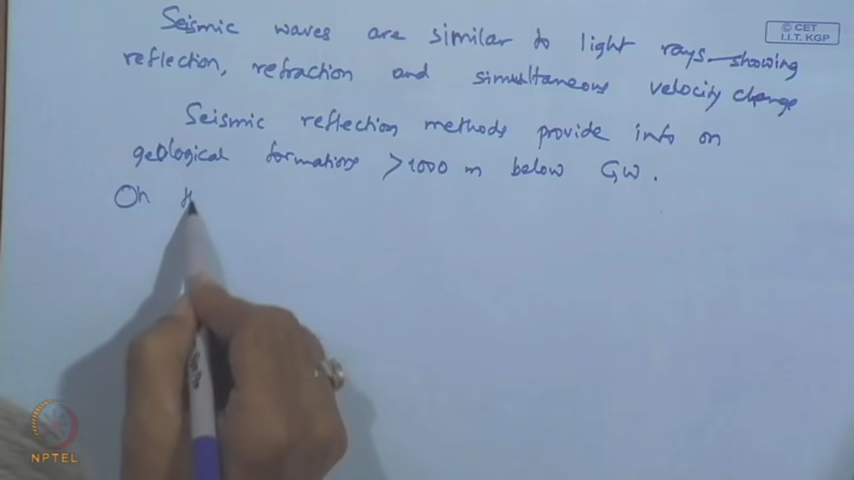 © CET
I.I.T. KGP
Seismic waves are similar to light rays showing
reflection, refraction and simultaneous velocity change
Seismic reflection methods provide info on
geological formations >1000 m below GW.
On
NPTEL